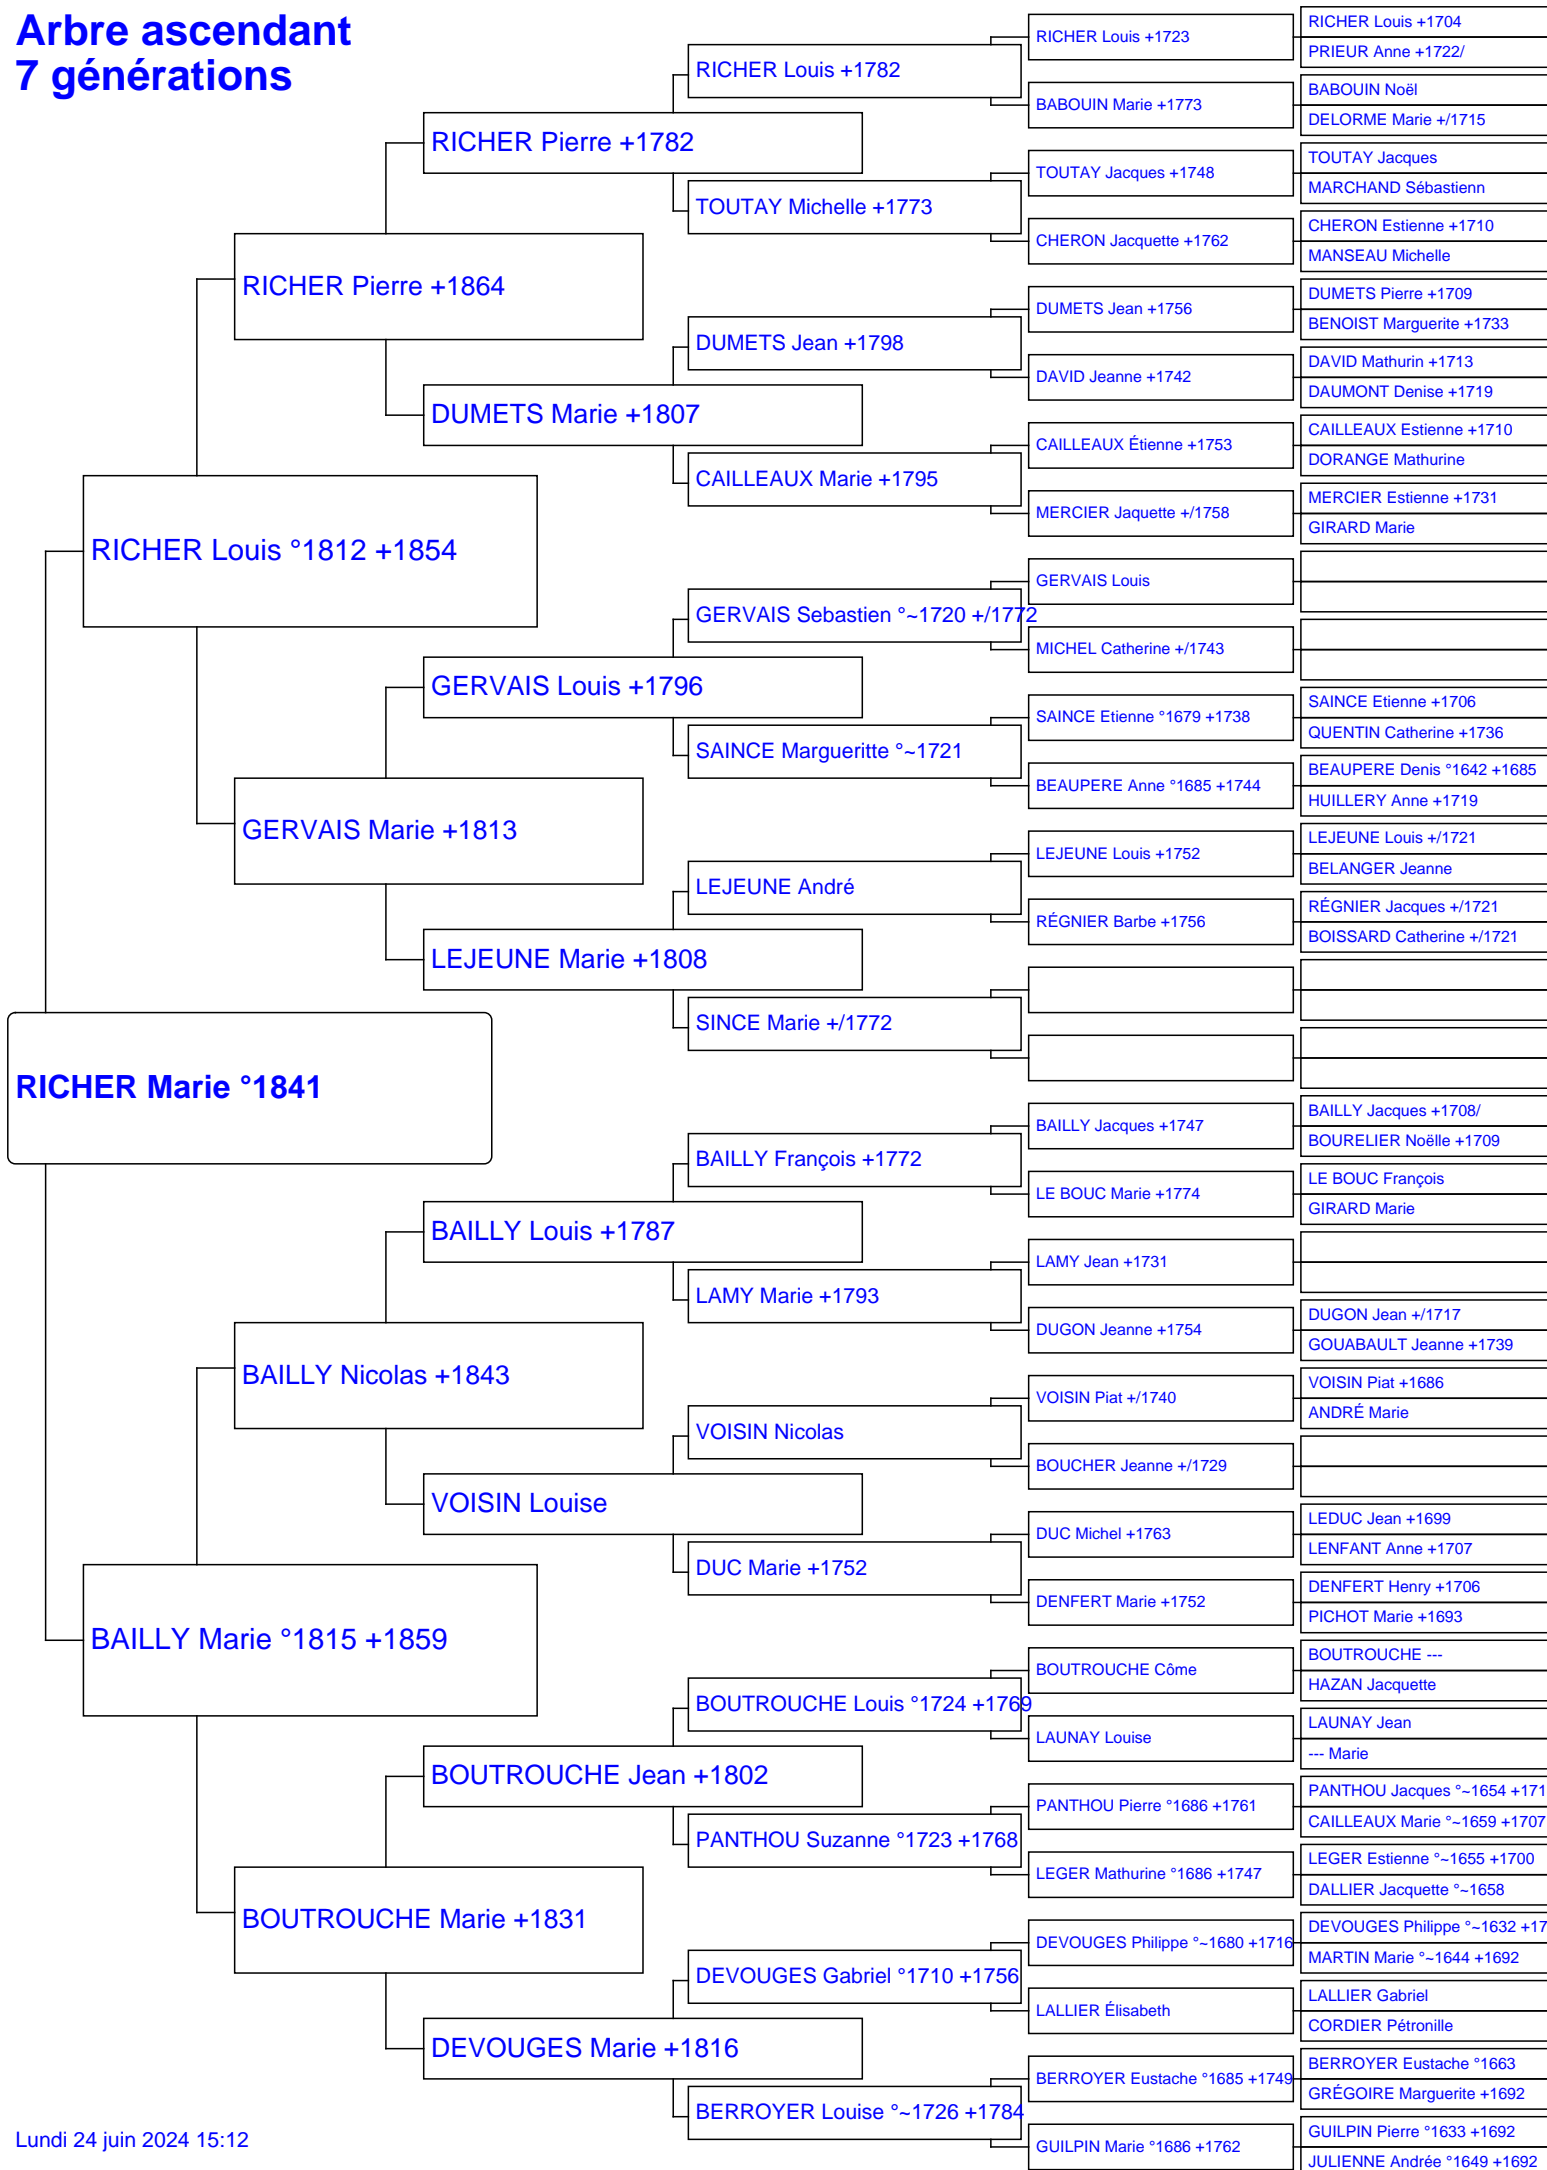 Arbre ascendant
7 générations
RICHER Marie °1841
RICHER Louis °1812 +1854
BAILLY Marie °1815 +1859
RICHER Pierre +1864
GERVAIS Marie +1813
BAILLY Nicolas +1843
BOUTROUCHE Marie +1831
RICHER Pierre +1782
DUMETS Marie +1807
GERVAIS Louis +1796
LEJEUNE Marie +1808
BAILLY Louis +1787
VOISIN Louise
BOUTROUCHE Jean +1802
DEVOUGES Marie +1816
RICHER Louis +1782
TOUTAY Michelle +1773
DUMETS Jean +1798
CAILLEAUX Marie +1795
GERVAIS Sebastien °~1720 +/1772
SAINCE Margueritte °~1721
LEJEUNE André
SINCE Marie +/1772
BAILLY François +1772
LAMY Marie +1793
VOISIN Nicolas
DUC Marie +1752
BOUTROUCHE Louis °1724 +1769
PANTHOU Suzanne °1723 +1768
DEVOUGES Gabriel °1710 +1756
BERROYER Louise °~1726 +1784
RICHER Louis +1723
BABOUIN Marie +1773
TOUTAY Jacques +1748
CHERON Jacquette +1762
DUMETS Jean +1756
DAVID Jeanne +1742
CAILLEAUX Étienne +1753
MERCIER Jaquette +/1758
GERVAIS Louis
MICHEL Catherine +/1743
SAINCE Etienne °1679 +1738
BEAUPERE Anne °1685 +1744
LEJEUNE Louis +1752
RÉGNIER Barbe +1756
BAILLY Jacques +1747
LE BOUC Marie +1774
LAMY Jean +1731
DUGON Jeanne +1754
VOISIN Piat +/1740
BOUCHER Jeanne +/1729
DUC Michel +1763
DENFERT Marie +1752
BOUTROUCHE Côme
LAUNAY Louise
PANTHOU Pierre °1686 +1761
LEGER Mathurine °1686 +1747
DEVOUGES Philippe °~1680 +1716
LALLIER Élisabeth
BERROYER Eustache °1685 +1749
GUILPIN Marie °1686 +1762
RICHER Louis +1704
PRIEUR Anne +1722/
BABOUIN Noël
DELORME Marie +/1715
TOUTAY Jacques
MARCHAND Sébastienn
CHERON Estienne +1710
MANSEAU Michelle
DUMETS Pierre +1709
BENOIST Marguerite +1733
DAVID Mathurin +1713
DAUMONT Denise +1719
CAILLEAUX Estienne +1710
DORANGE Mathurine
MERCIER Estienne +1731
GIRARD Marie
SAINCE Etienne +1706
QUENTIN Catherine +1736
BEAUPERE Denis °1642 +1685
HUILLERY Anne +1719
LEJEUNE Louis +/1721
BELANGER Jeanne
RÉGNIER Jacques +/1721
BOISSARD Catherine +/1721
BAILLY Jacques +1708/
BOURELIER Noëlle +1709
LE BOUC François
GIRARD Marie
DUGON Jean +/1717
GOUABAULT Jeanne +1739
VOISIN Piat +1686
ANDRÉ Marie
LEDUC Jean +1699
LENFANT Anne +1707
DENFERT Henry +1706
PICHOT Marie +1693
BOUTROUCHE ---
HAZAN Jacquette
LAUNAY Jean
--- Marie
PANTHOU Jacques °~1654 +171
CAILLEAUX Marie °~1659 +1707
LEGER Estienne °~1655 +1700
DALLIER Jacquette °~1658
DEVOUGES Philippe °~1632 +17
MARTIN Marie °~1644 +1692
LALLIER Gabriel
CORDIER Pétronille
BERROYER Eustache °1663
GRÉGOIRE Marguerite +1692
GUILPIN Pierre °1633 +1692
JULIENNE Andrée °1649 +1692
Lundi 24 juin 2024 15:12